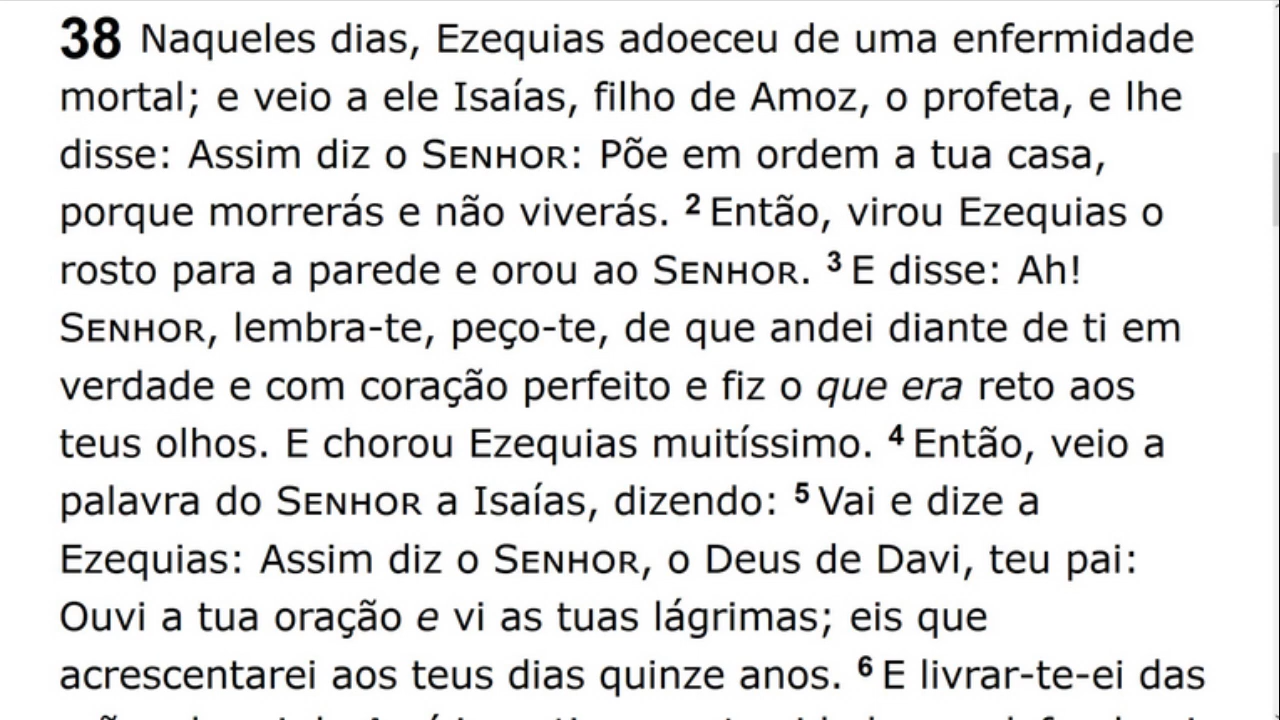 38 Naqueles dias, Ezequias adoeceu de uma enfermidade
mortal; e veio a ele Isaías, filho de Amoz, o profeta, e lhe
disse: Assim diz o SENHOR: Põe em ordem a tua casa,
porque morrerás e não viverás. 2 Então, virou Ezequias o
rosto para a parede e orou ao SENHOR. 3 E disse: Ah!
SENHOR, lembra-te, peço-te, de que andei diante de ti em
verdade e com coração perfeito e fiz o que era reto aos
teus olhos. E chorou Ezequias muitíssimo. 4 Então, veio a
palavra do SENHOR a Isaías, dizendo: 5 Vai e dize a
Ezequias: Assim diz o SENHOR, o Deus de Davi, teu pai:
Ouvi a tua oração e vi as tuas lágrimas; eis que
acrescentarei aos teus dias quinze anos. 6 E livrar-te-ei das